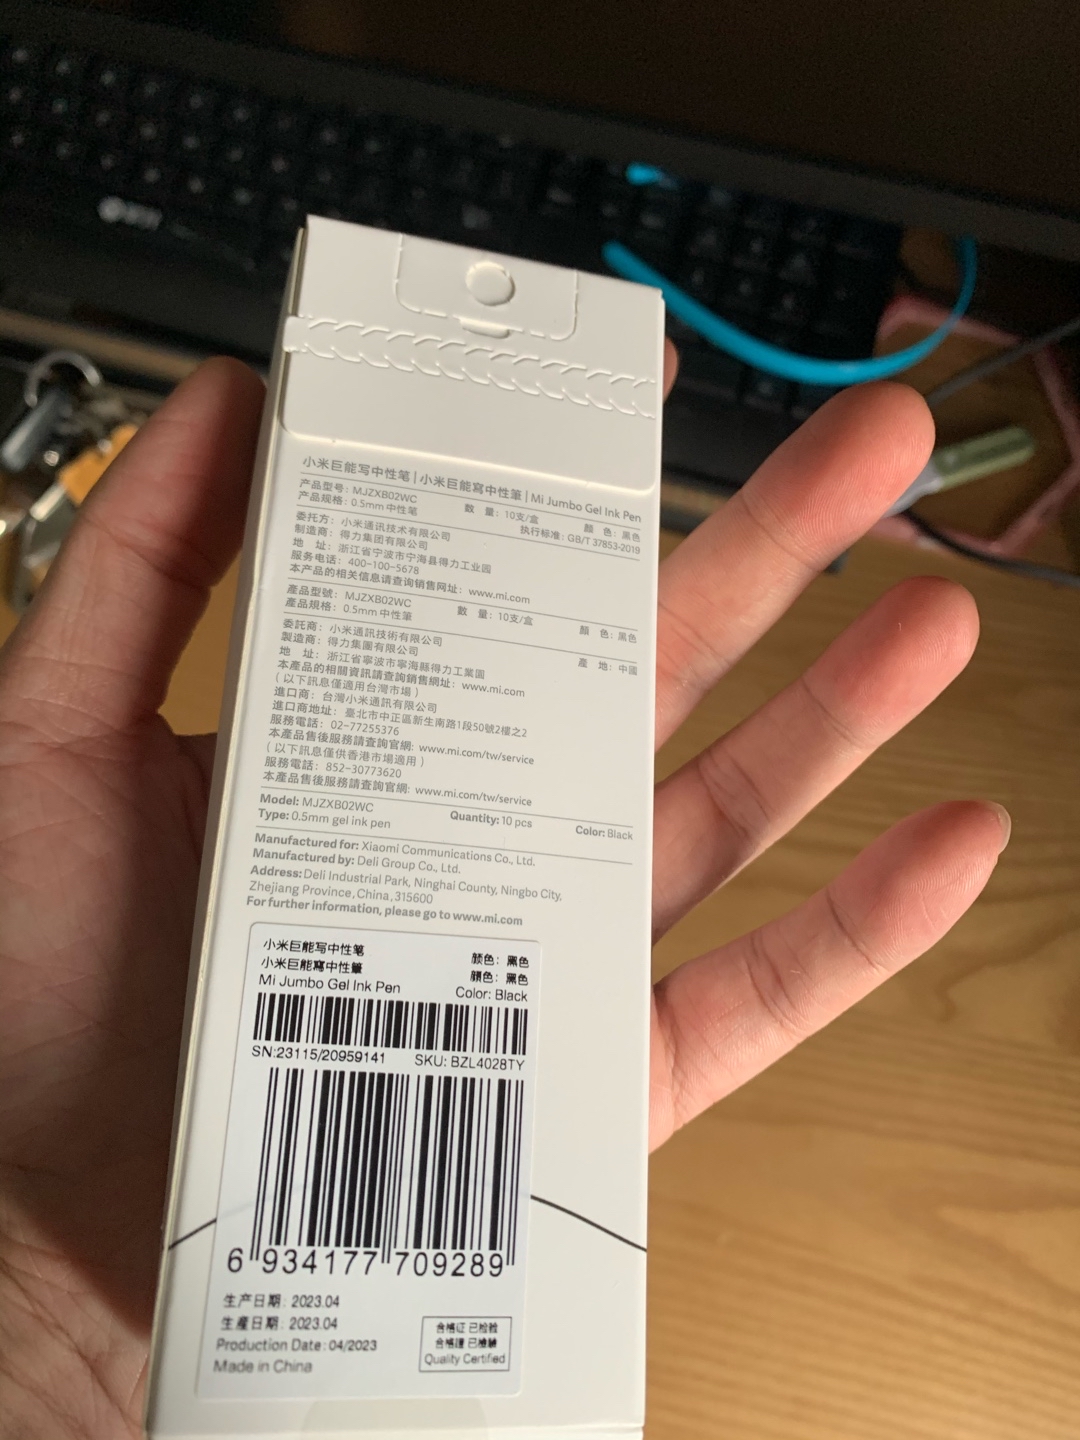 小米巨能写中性笔 | 小米巨能寫中性筆 | Mi Jumbo Gel Ink Pen
产品型号: MJZXB02WC 数 量: 10支/盒 颜 色: 黑色
产品规格: 0.5mm 中性笔 执行标准: GB/T 37853-2019
委托方: 小米通讯技术有限公司
制造商: 得力集团有限公司
地 址: 浙江省宁波市宁海县得力工业园
服务电话: 400-100-5678
本产品的相关信息请查询销售网址: www.mi.com
產品型號: MJZXB02WC 數 量: 10支/盒 顏 色: 黑色
產品規格: 0.5mm 中性筆
委託商: 小米通訊技術有限公司 產 地: 中國
製造商: 得力集團有限公司
地 址: 浙江省寧波市寧海縣得力工業園
本產品的相關資訊請查詢銷售網址: www.mi.com
(以下訊息僅適用台灣市場)
進口商: 台灣小米通訊有限公司
進口商地址: 臺北市中正區新生南路1段50號2樓之2
服務電話: 02-77255376
本產品售後服務請查詢官網: www.mi.com/tw/service
(以下訊息僅供香港市場適用)
服務電話: 852-30773620
本產品售後服務請查詢官網: www.mi.com/tw/service
Model: MJZXB02WC Quantity: 10 pcs Color: Black
Type: 0.5mm gel ink pen
Manufactured for: Xiaomi Communications Co., Ltd.
Manufactured by: Deli Group Co., Ltd.
Address: Deli Industrial Park, Ninghai County, Ningbo City,
Zhejiang Province, China, 315600
For further information, please go to www.mi.com
小米巨能写中性笔 颜色: 黑色
小米巨能寫中性筆 顏色: 黑色
Mi Jumbo Gel Ink Pen Color: Black
SN:23115/20959141 SKU: BZL4028TY
6 934177 709289
生产日期: 2023.04
生產日期: 2023.04
Production Date: 04/2023
Made in China
合格证 已检验
合格證 已檢驗
Quality Certified